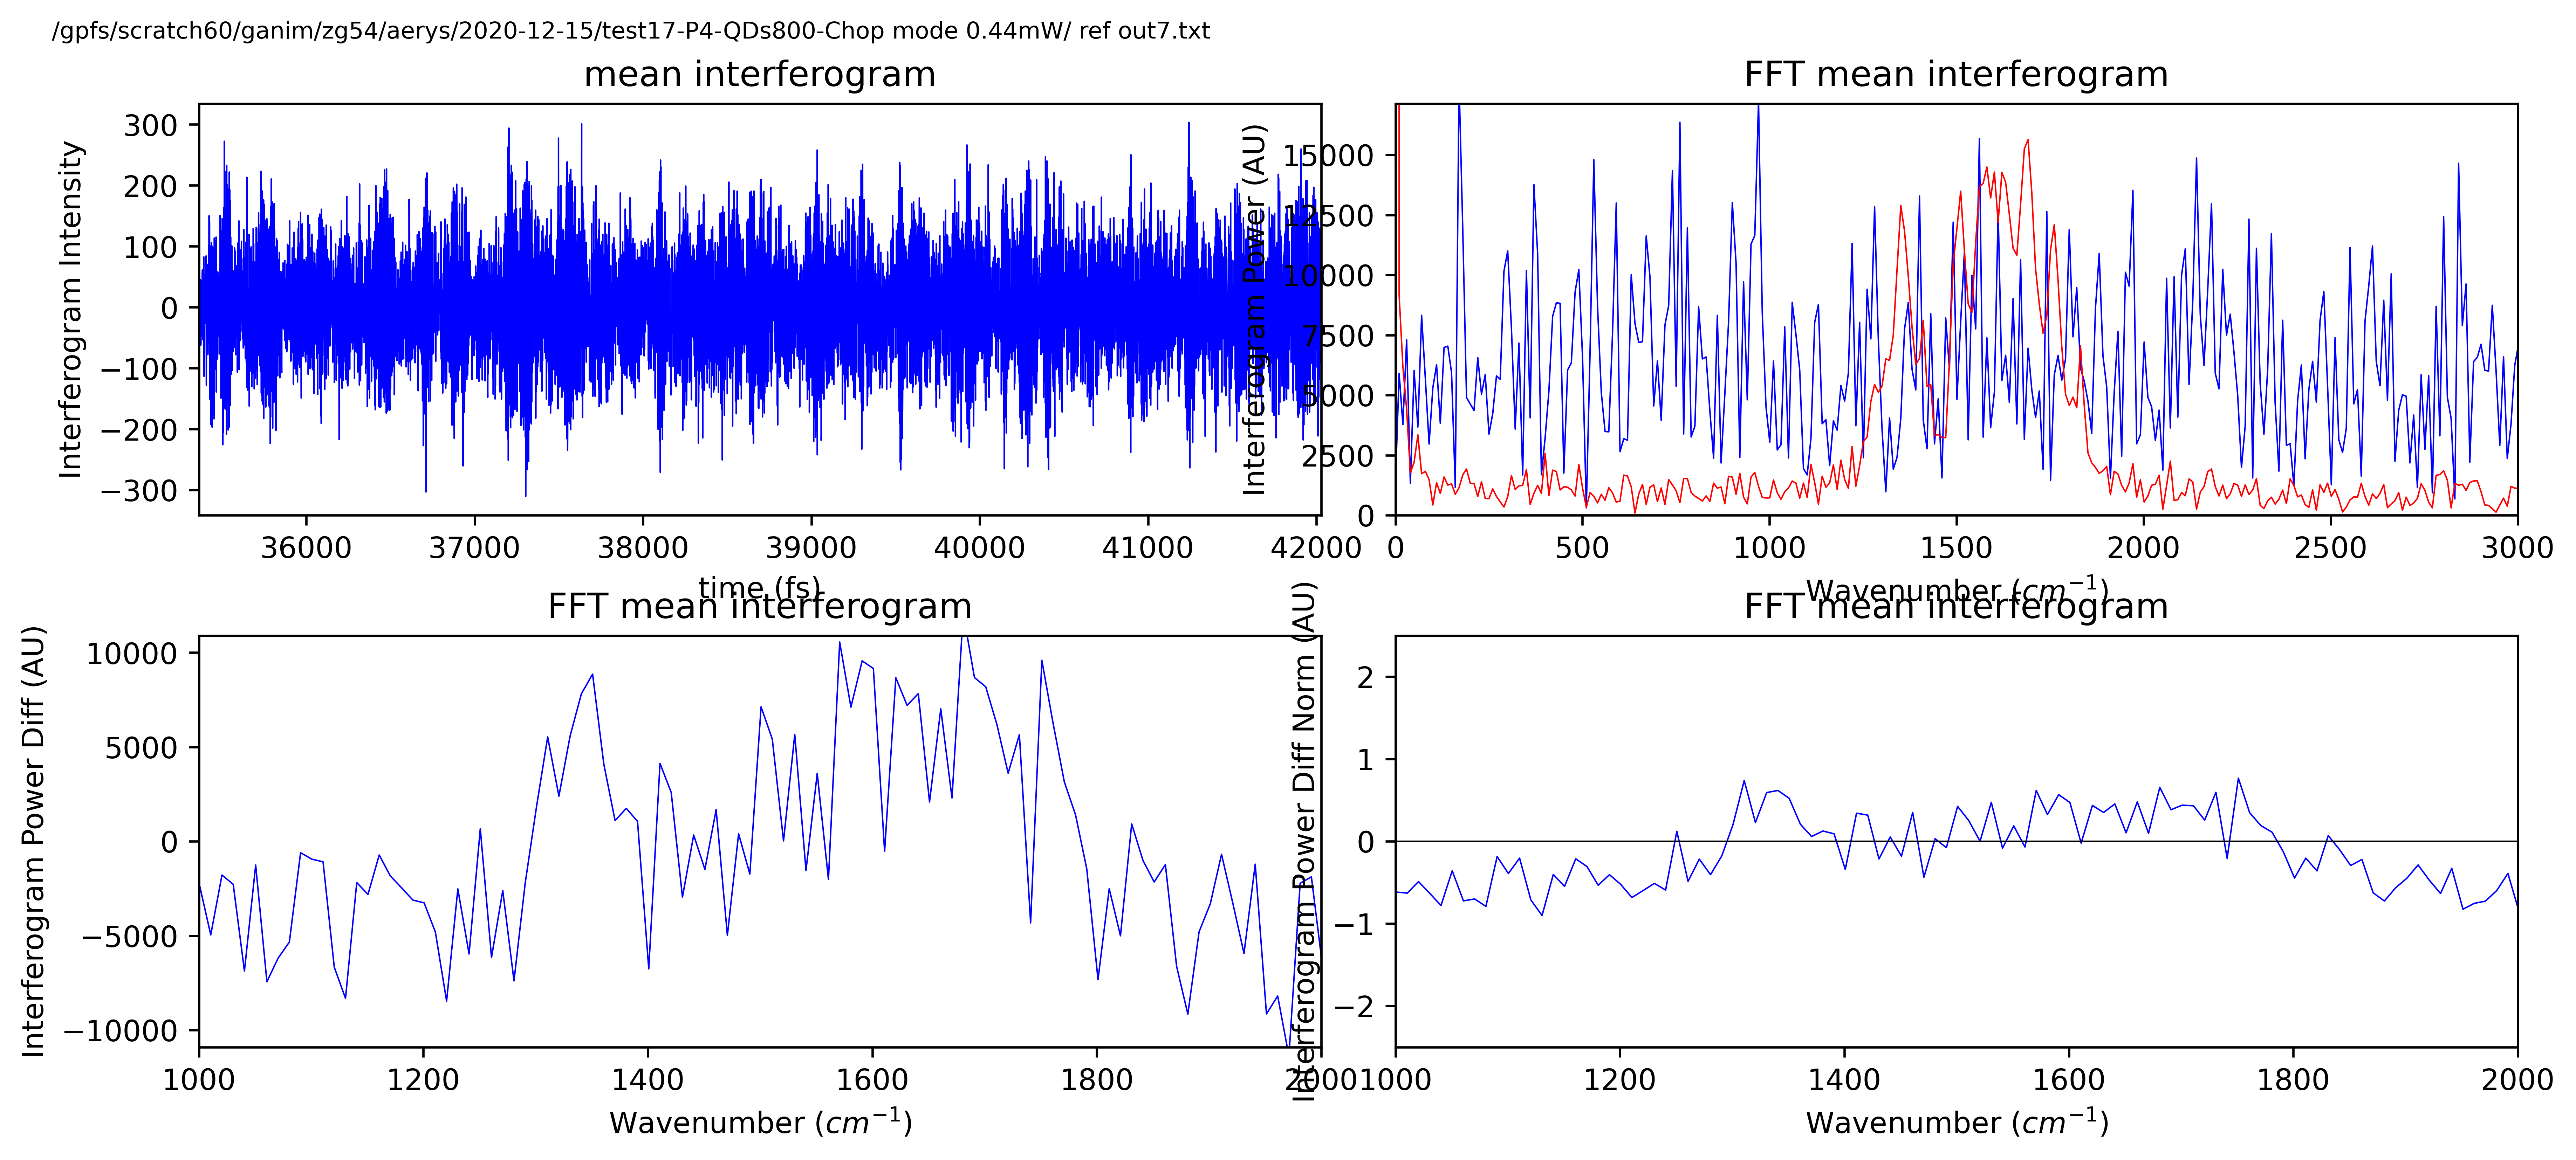 /gpfs/scratch60/ganim/zg54/aerys/2020-12-15/test17-P4-QDs800-Chop mode 0.44mW/ ref out7.txt
mean interferogram
Interferogram Intensity
300
200
100
0
−100
−200
−300
36000 37000 38000 39000 40000 41000 42000
time (fs)
FFT mean interferogram
Interferogram Power (AU)
15000
12500
10000
7500
5000
2500
0
0 500 1000 1500 2000 2500 3000
Wavenumber (cm⁻¹)
FFT mean interferogram
Interferogram Power Diff (AU)
10000
5000
0
−5000
−10000
1000 1200 1400 1600 1800 2000
Wavenumber (cm⁻¹)
FFT mean interferogram
Interferogram Power Diff Norm (AU)
2
1
0
−1
−2
1000 1200 1400 1600 1800 2000
Wavenumber (cm⁻¹)